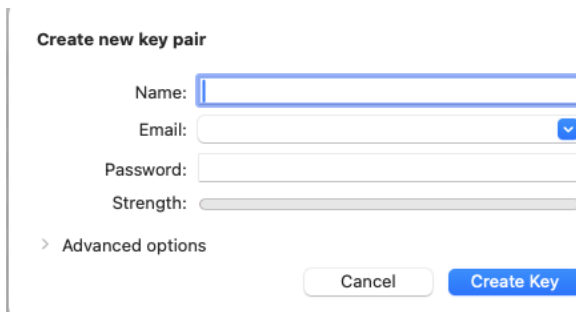 Create new key pair
Name:
Email:
Password:
Strength:
Advanced options
Cancel Create Key